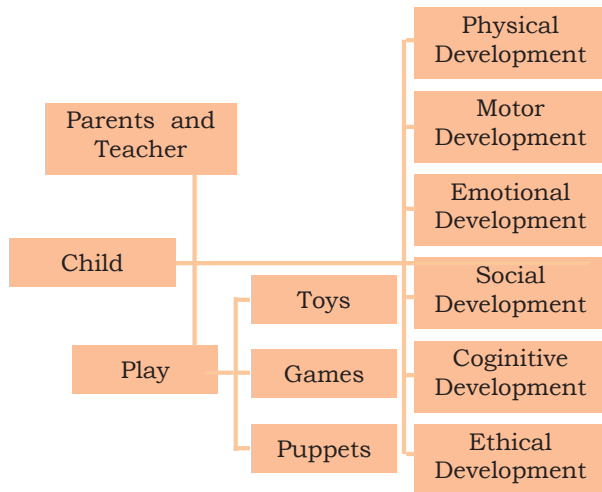 Parents and
Teacher
Child
Play
Toys
Games
Puppets
Physical
Development
Motor
Development
Emotional
Development
Social
Development
Coginitive
Development
Ethical
Development